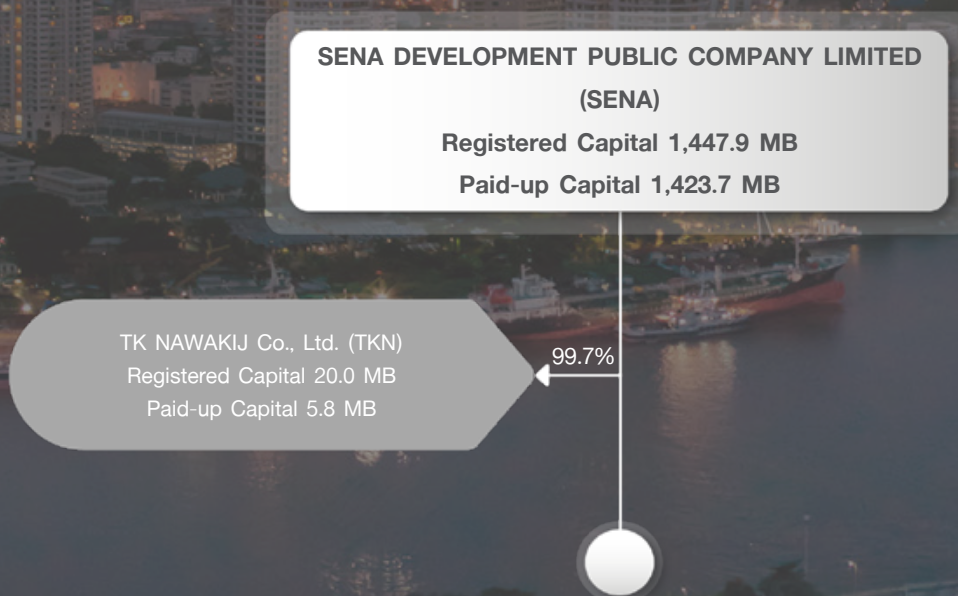 SENA DEVELOPMENT PUBLIC COMPANY LIMITED
(SENA)
Registered Capital 1,447.9 MB
Paid-up Capital 1,423.7 MB
99.7%
TK NAWAKIJ Co., Ltd. (TKN)
Registered Capital 20.0 MB
Paid-up Capital 5.8 MB